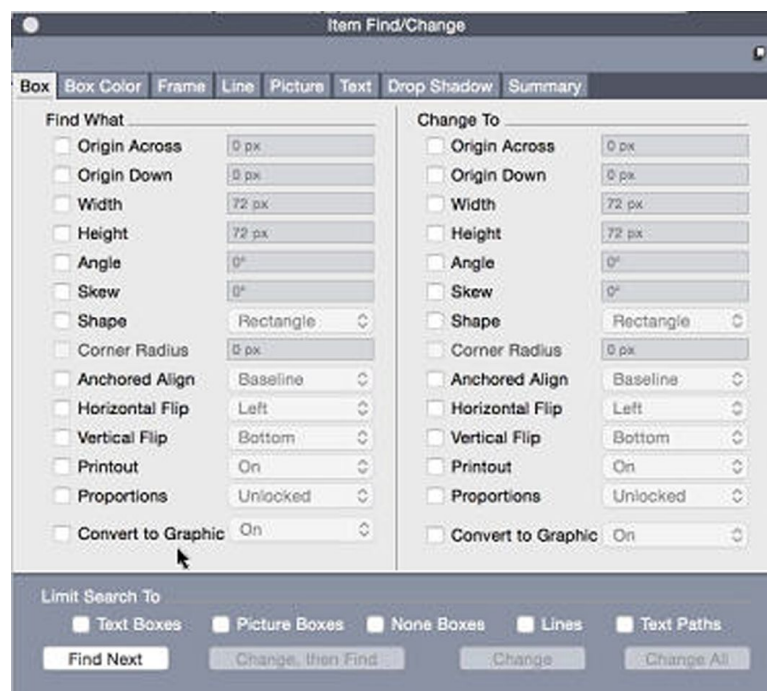 Item Find/Change
Box Box Color Frame Line Picture Text Drop Shadow Summary
Find What
Origin Across 0 px
Origin Down 0 px
Width 72 px
Height 72 px
Angle 0°
Skew 0°
Shape Rectangle
Corner Radius 0 px
Anchored Align Baseline
Horizontal Flip Left
Vertical Flip Bottom
Printout On
Proportions Unlocked
Convert to Graphic On
Change To
Origin Across 0 px
Origin Down 0 px
Width 72 px
Height 72 px
Angle 0°
Skew 0°
Shape Rectangle
Corner Radius 0 px
Anchored Align Baseline
Horizontal Flip Left
Vertical Flip Bottom
Printout On
Proportions Unlocked
Convert to Graphic On
Limit Search To
Text Boxes Picture Boxes None Boxes Lines Text Paths
Find Next Change, then Find Change Change All